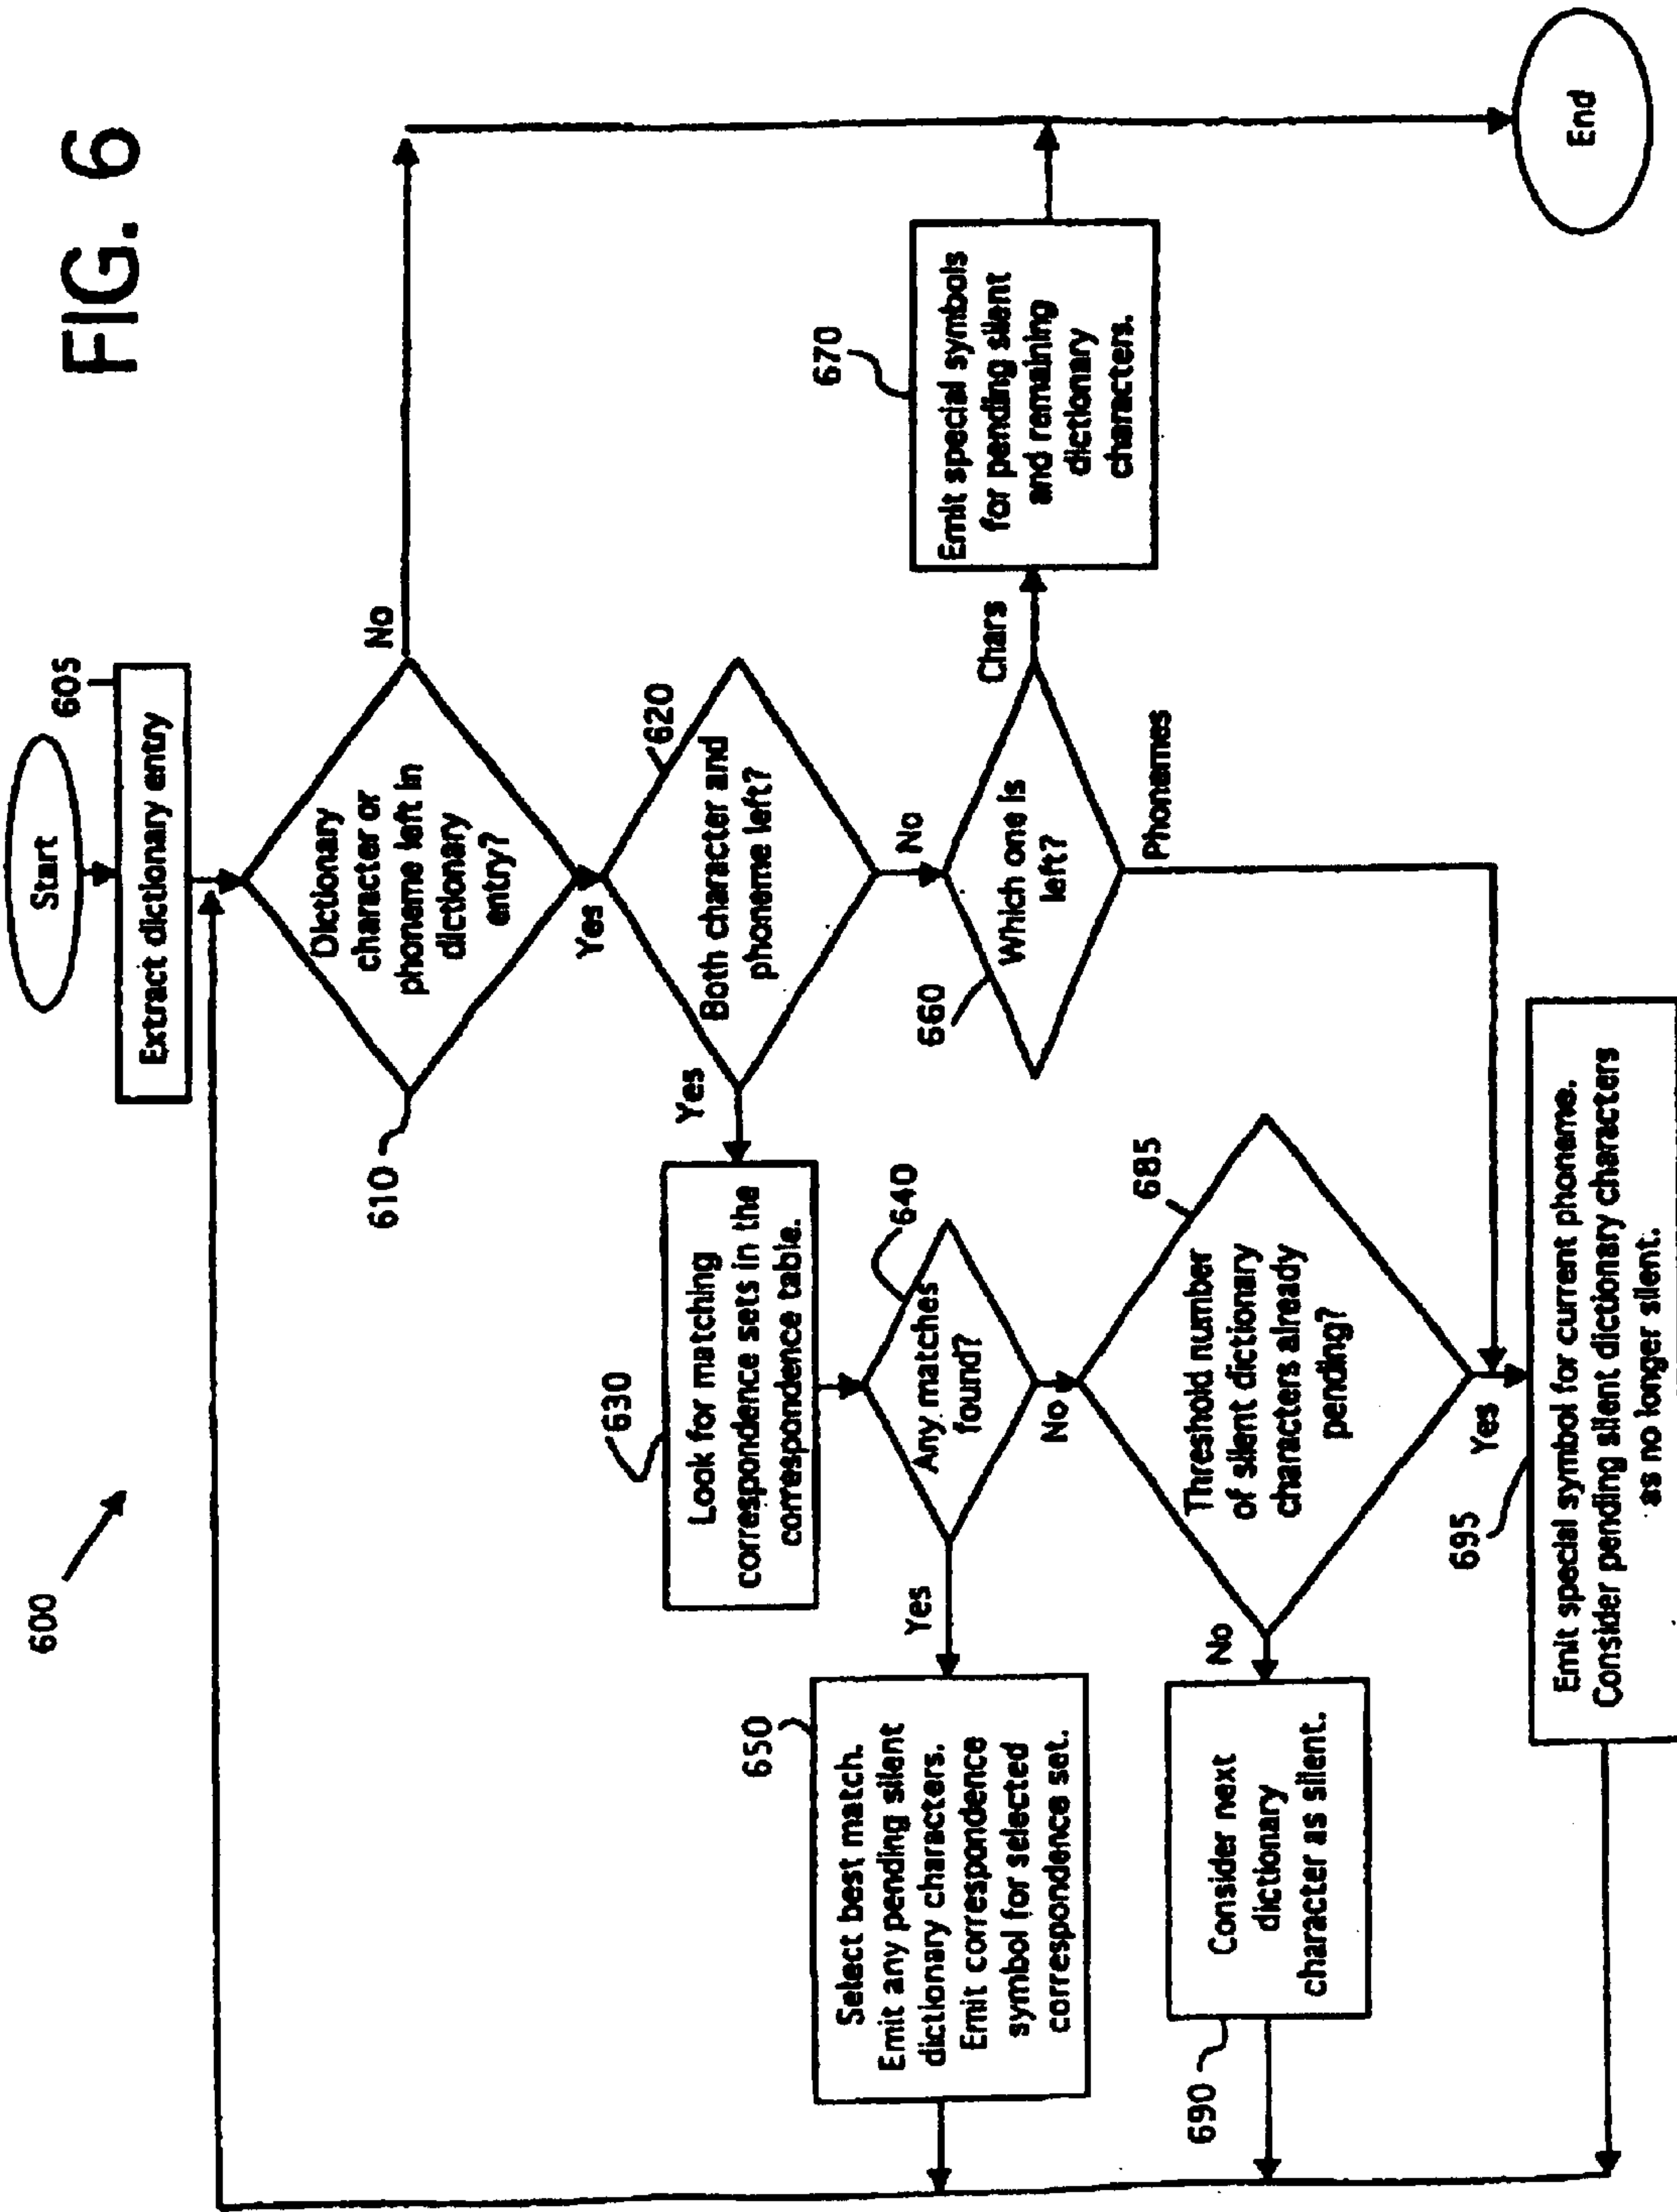 FIG. 6
600
Start
605
Extract dictionary entry
610
Dictionary
character or
phoneme left in
dictionary
entry?
No
Yes
620
Both character and
phoneme left?
Yes
No
630
Look for matching
correspondence sets in the
correspondence table.
640
Any matches
found?
Yes
No
650
Select best match.
Emit any pending silent
dictionary characters.
Emit correspondence
symbol for selected
correspondence set.
660
Which one is
left?
Chars
Phonemes
670
Emit special symbols
for pending silent
and remaining
dictionary
characters.
685
Threshold number
of silent dictionary
characters already
pending?
No
Yes
690
Consider next
dictionary
character as silent.
695
Emit special symbol for current phoneme.
Consider pending silent dictionary characters
as no longer silent.
End